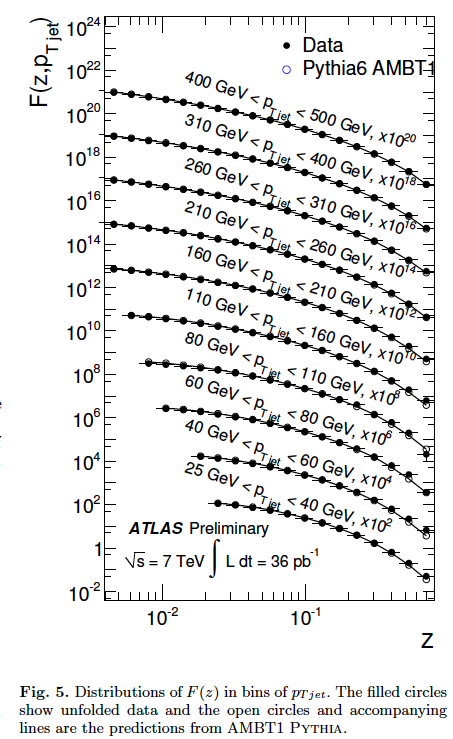 F(z,p_T jet)
10^24
10^22
10^20
10^18
10^16
10^14
10^12
10^10
10^8
10^6
10^4
10^2
1
10^-2
Data
Pythia6 AMBT1
400 GeV < p_T jet < 500 GeV, x10^20
310 GeV < p_T jet < 400 GeV, x10^18
260 GeV < p_T jet < 310 GeV, x10^16
210 GeV < p_T jet < 260 GeV, x10^14
160 GeV < p_T jet < 210 GeV, x10^12
110 GeV < p_T jet < 160 GeV, x10^10
80 GeV < p_T jet < 110 GeV, x10^8
60 GeV < p_T jet < 80 GeV, x10^6
40 GeV < p_T jet < 60 GeV, x10^4
25 GeV < p_T jet < 40 GeV, x10^2
ATLAS Preliminary
√s = 7 TeV ∫ L dt = 36 pb^-1
10^-2
10^-1
z
Fig. 5. Distributions of F(z) in bins of p_T jet. The filled circles
show unfolded data and the open circles and accompanying
lines are the predictions from AMBT1 PYTHIA.